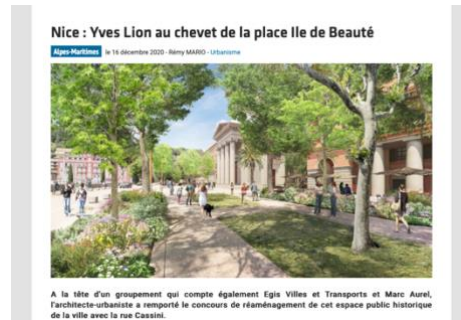 Nice : Yves Lion au chevet de la place Ile de Beauté
Alpes-Maritimes le 16 décembre 2020 - Rémy MARIO - Urbanisme
A la tête d'un groupement qui compte également Egis Villes et Transports et Marc Aurel,
l'architecte-urbaniste a remporté le concours de réaménagement de cet espace public historique
de la ville avec la rue Cassini.